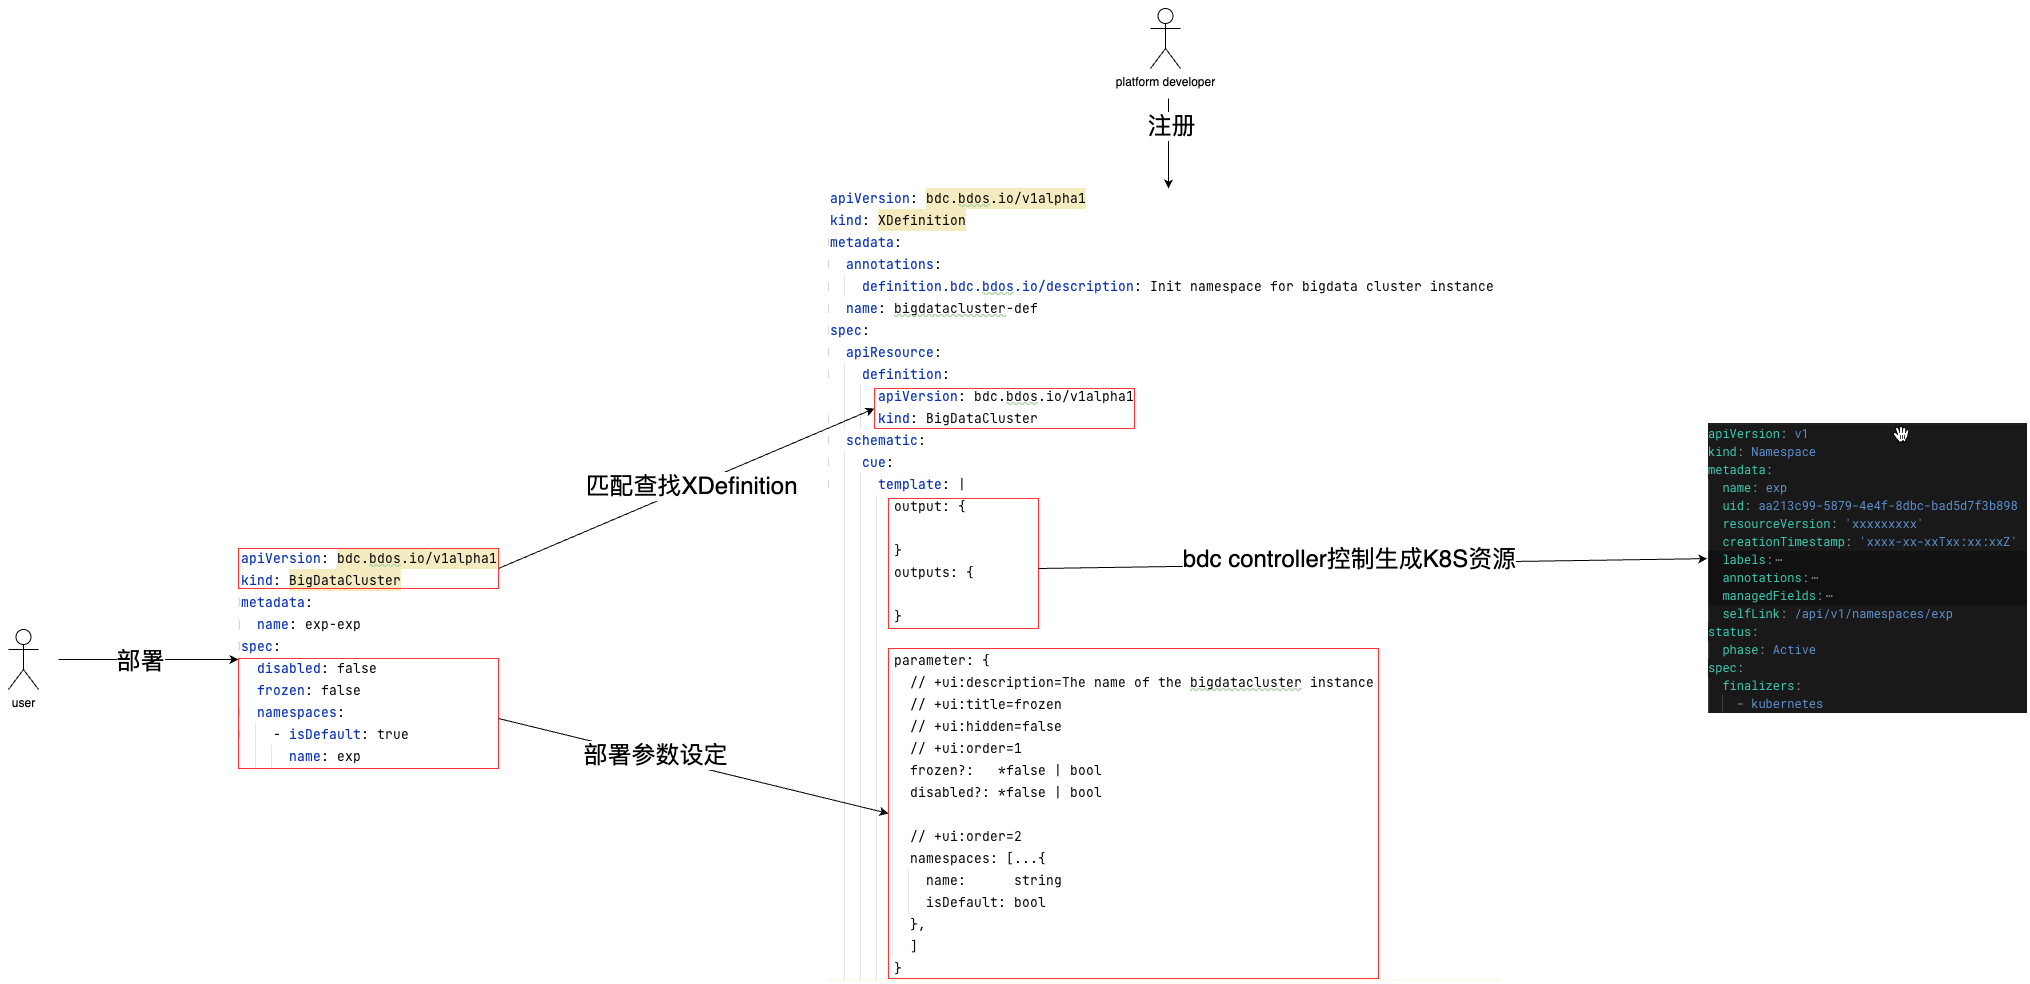 platform developer
注册
apiVersion: bdc.bdos.io/v1alpha1
kind: XDefinition
metadata:
annotations:
definition.bdc.bdos.io/description: Init namespace for bigdata cluster instance
name: bigdatacluster-def
spec:
apiResource:
definition:
apiVersion: bdc.bdos.io/v1alpha1
kind: BigDataCluster
schematic:
cue:
template: |
output: {
}
outputs: {
}
parameter: {
// +ui:description=The name of the bigdatacluster instance
// +ui:title=frozen
// +ui:hidden=false
// +ui:order=1
frozen?:   *false | bool
disabled?: *false | bool
// +ui:order=2
namespaces: [...{
name:      string
isDefault: bool
},
]
}
匹配查找XDefinition
apiVersion: bdc.bdos.io/v1alpha1
kind: BigDataCluster
metadata:
name: exp-exp
spec:
disabled: false
frozen: false
namespaces:
- isDefault: true
name: exp
user
部署
部署参数设定
bdc controller控制生成K8S资源
apiVersion: v1
kind: Namespace
metadata:
name: exp
uid: aa213c99-5879-4e4f-8dbc-bad5d7f3b898
resourceVersion: 'xxxxxxxxx'
creationTimestamp: 'xxxx-xx-xxTxx:xx:xxZ'
labels:⋯
annotations:⋯
managedFields:⋯
selfLink: /api/v1/namespaces/exp
status:
phase: Active
spec:
finalizers:
- kubernetes